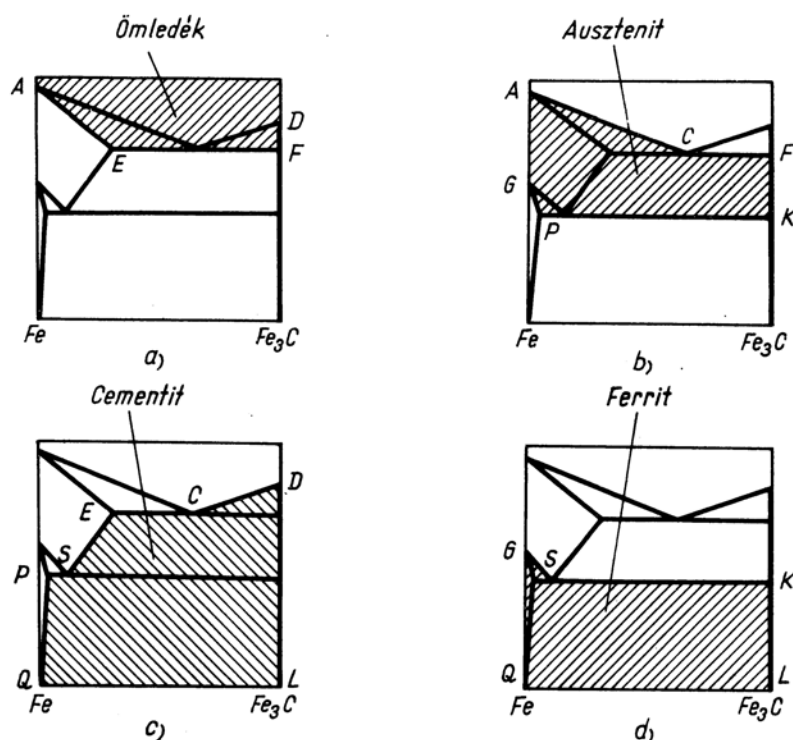 Ömledék
A
D
E
F
Fe
Fe₃C
a)
Ausztenit
A
C
F
G
P
K
Fe
Fe₃C
b)
Cementit
C
D
E
S
P
Q
L
Fe
Fe₃C
c)
Ferrit
G
S
K
Q
L
Fe
Fe₃C
d)